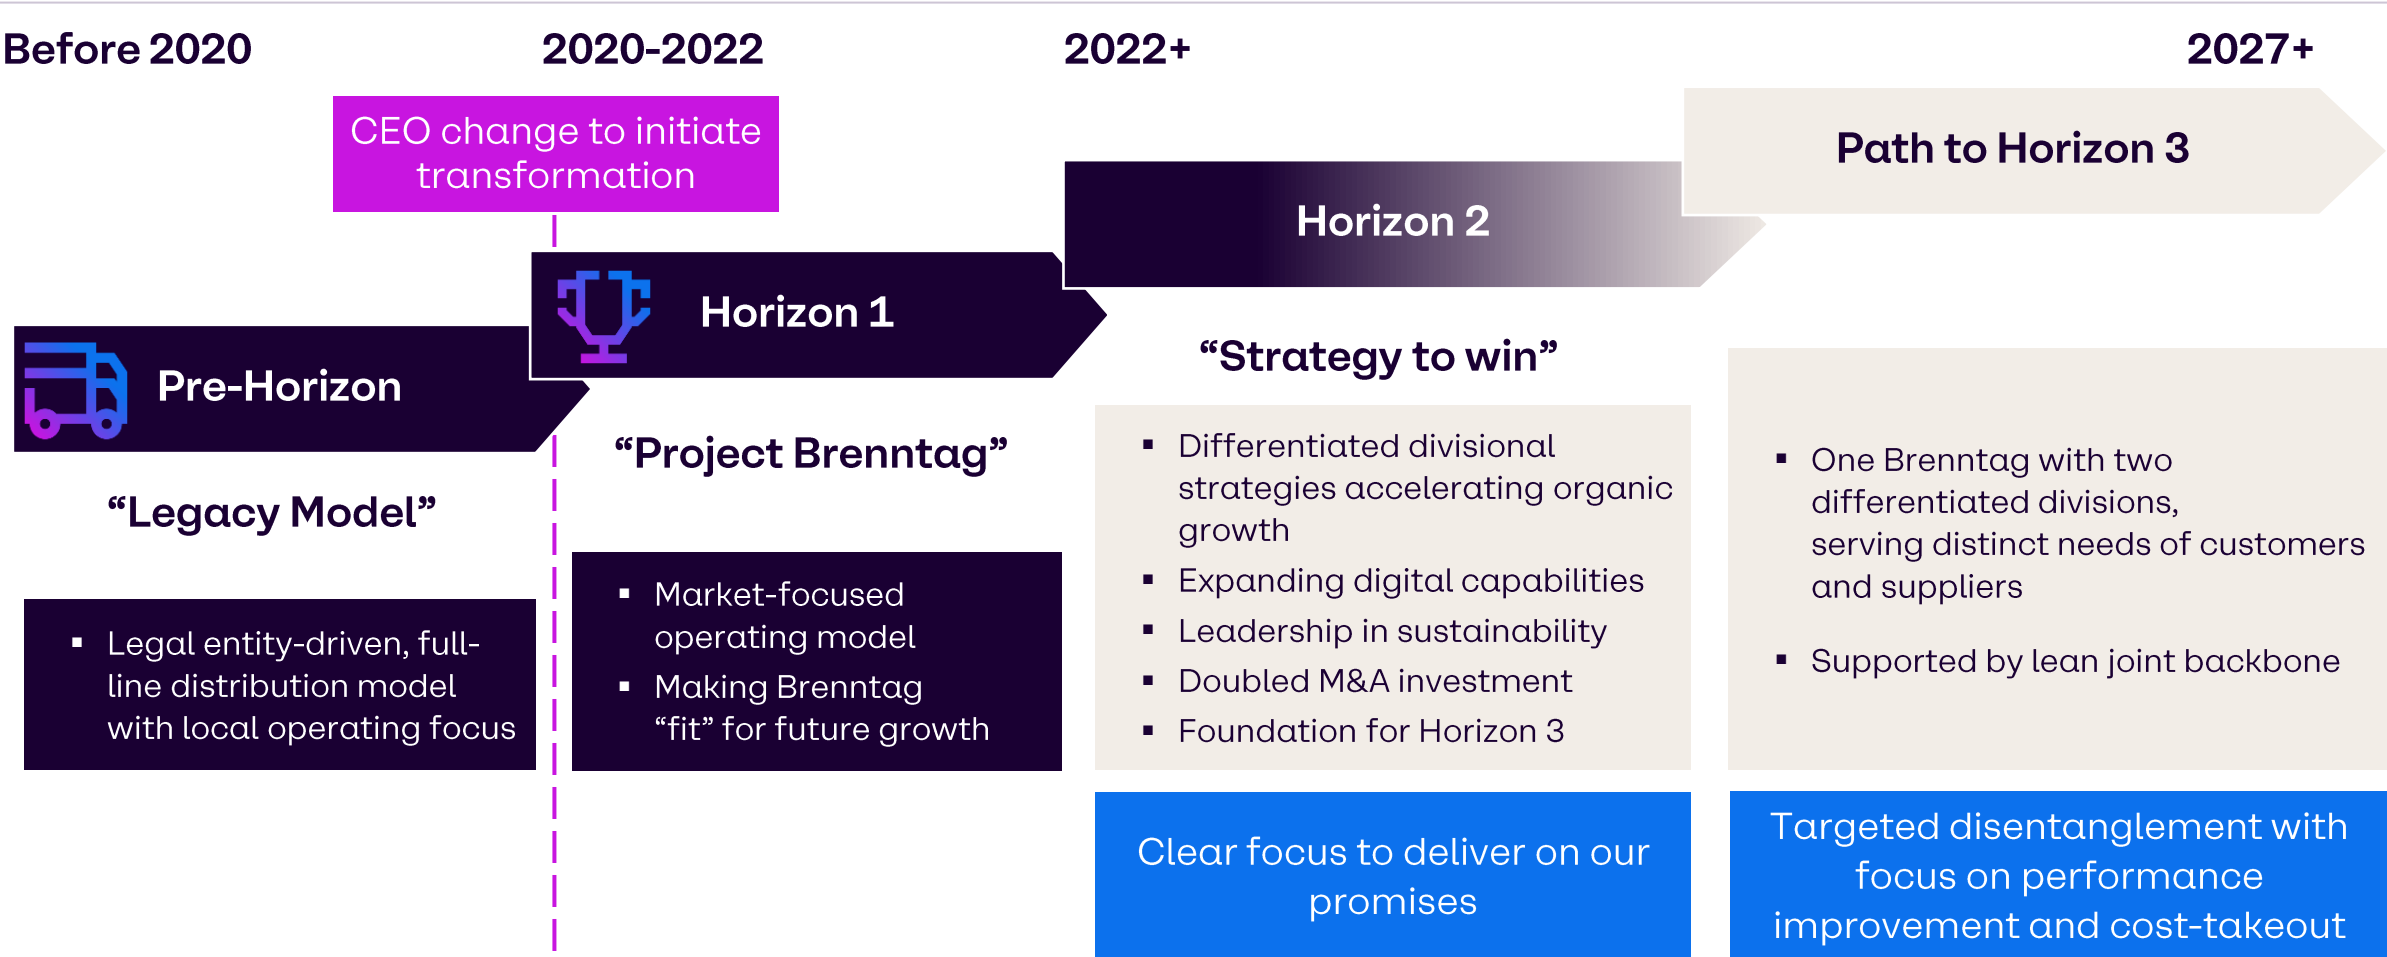 Before 2020
2020-2022
2022+
2027+
CEO change to initiate
transformation
Path to Horizon 3
Horizon 2
Horizon 1
Pre-Horizon
“Legacy Model”
▪ Legal entity-driven, full-
line distribution model
with local operating focus
“Project Brenntag”
▪ Market-focused
operating model
▪ Making Brenntag
“fit” for future growth
“Strategy to win”
▪ Differentiated divisional
strategies accelerating organic
growth
▪ Expanding digital capabilities
▪ Leadership in sustainability
▪ Doubled M&A investment
▪ Foundation for Horizon 3
Clear focus to deliver on our
promises
▪ One Brenntag with two
differentiated divisions,
serving distinct needs of customers
and suppliers
▪ Supported by lean joint backbone
Targeted disentanglement with
focus on performance
improvement and cost-takeout